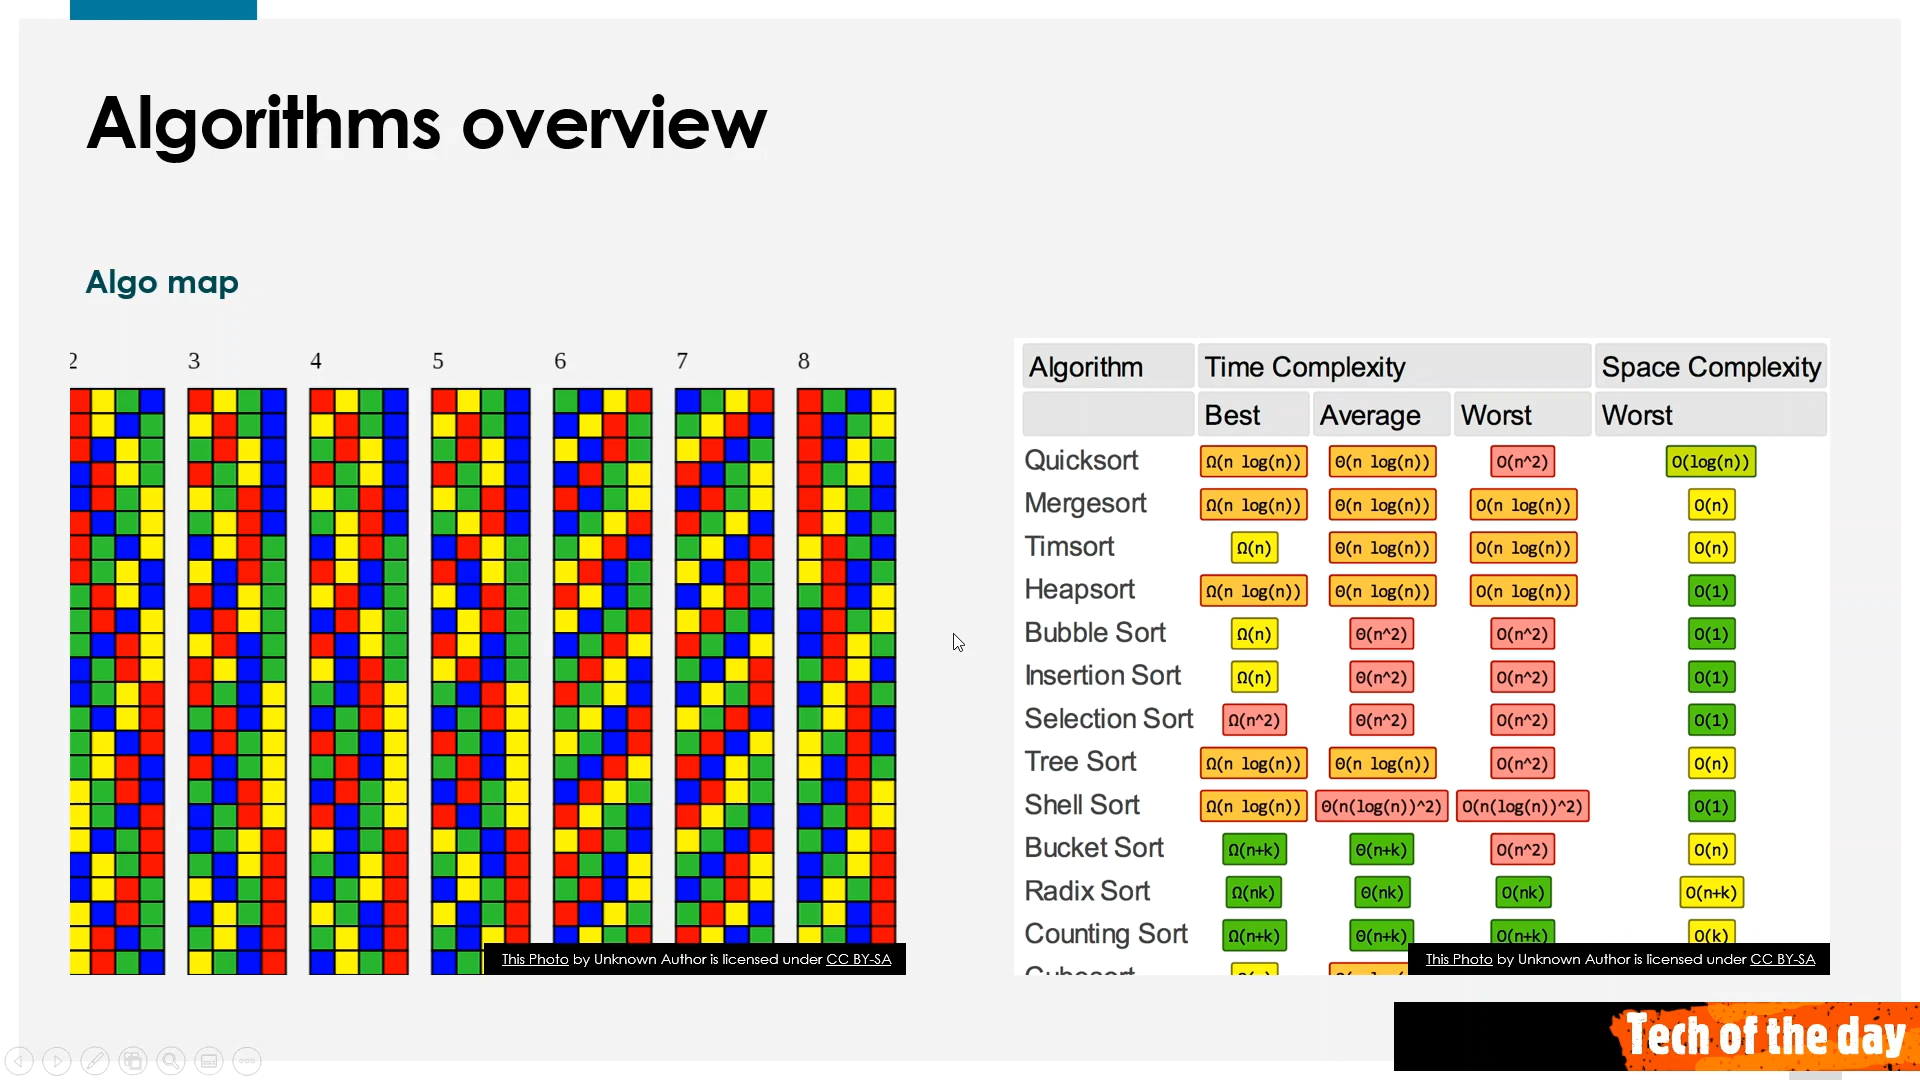 Algorithms overview
Algo map
2 3 4 5 6 7 8
Algorithm Time Complexity Space Complexity
Best Average Worst Worst
Quicksort Ω(n log(n)) Θ(n log(n)) O(n^2) O(log(n))
Mergesort Ω(n log(n)) Θ(n log(n)) O(n log(n)) O(n)
Timsort Ω(n) Θ(n log(n)) O(n log(n)) O(n)
Heapsort Ω(n log(n)) Θ(n log(n)) O(n log(n)) O(1)
Bubble Sort Ω(n) Θ(n^2) O(n^2) O(1)
Insertion Sort Ω(n) Θ(n^2) O(n^2) O(1)
Selection Sort Ω(n^2) Θ(n^2) O(n^2) O(1)
Tree Sort Ω(n log(n)) Θ(n log(n)) O(n^2) O(n)
Shell Sort Ω(n log(n)) Θ(n(log(n))^2) O(n(log(n))^2) O(1)
Bucket Sort Ω(n+k) Θ(n+k) O(n^2) O(n)
Radix Sort Ω(nk) Θ(nk) O(nk) O(n+k)
Counting Sort Ω(n+k) Θ(n+k) O(n+k) O(k)
This Photo by Unknown Author is licensed under CC BY-SA
This Photo by Unknown Author is licensed under CC BY-SA
Tech of the day